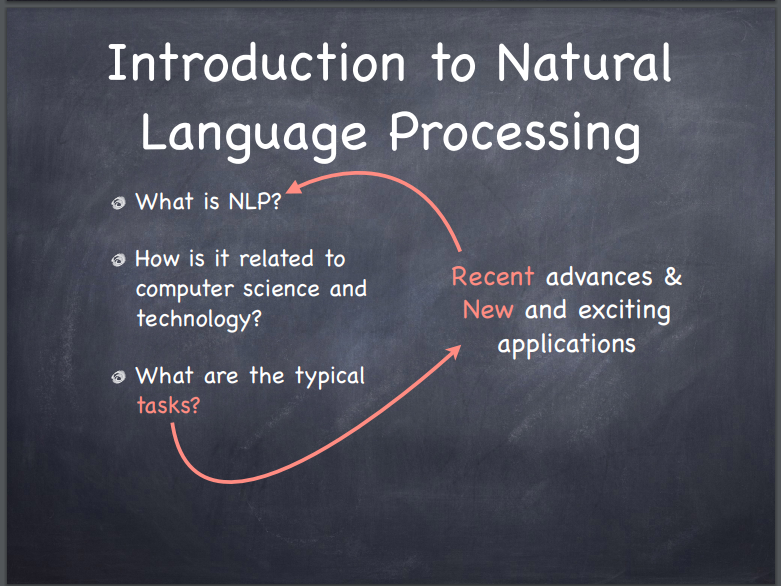 Introduction to Natural
Language Processing
What is NLP?
How is it related to
computer science and
technology?
What are the typical
tasks?
Recent advances &
New and exciting
applications